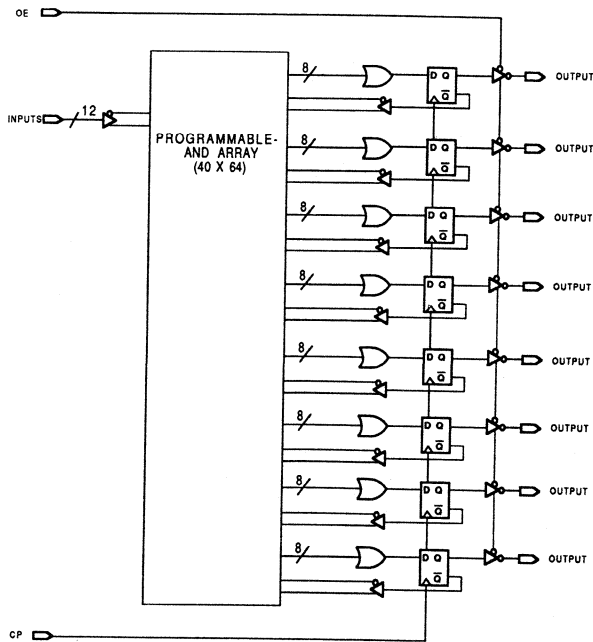 OE
8
D Q
Q
OUTPUT
INPUTS
12
PROGRAMMABLE-
AND ARRAY
(40 X 64)
8
D Q
Q
OUTPUT
8
D Q
Q
OUTPUT
8
D Q
Q
OUTPUT
8
D Q
Q
OUTPUT
8
D Q
Q
OUTPUT
8
D Q
Q
OUTPUT
8
D Q
Q
OUTPUT
CP